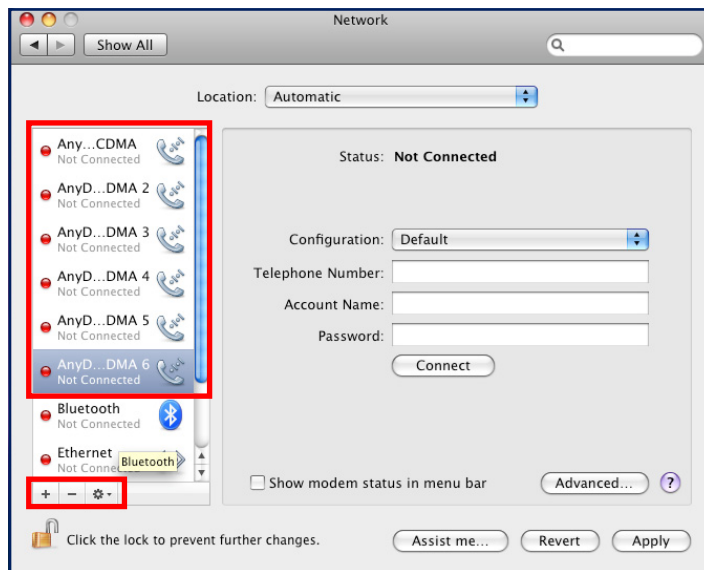 Network
Show All
Location: Automatic
Any...CDMA
Not Connected
AnyD...DMA 2
Not Connected
AnyD...DMA 3
Not Connected
AnyD...DMA 4
Not Connected
AnyD...DMA 5
Not Connected
AnyD...DMA 6
Not Connected
Bluetooth
Ethernet
Not Conne
Bluetooth
Status: Not Connected
Configuration: Default
Telephone Number:
Account Name:
Password:
Connect
Show modem status in menu bar
Advanced...
?
Click the lock to prevent further changes.
Assist me...
Revert
Apply